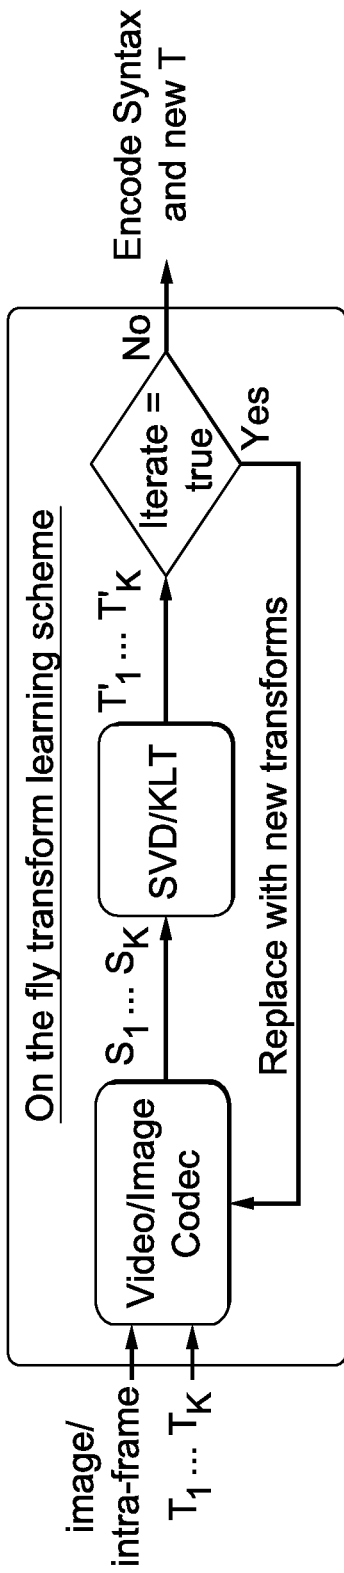 On the fly transform learning scheme
image/
intra-frame
T1 ... TK
Video/Image
Codec
S1 ... SK
SVD/KLT
T'1 ... T'K
Iterate =
true
No
Yes
Encode Syntax
and new T
Replace with new transforms